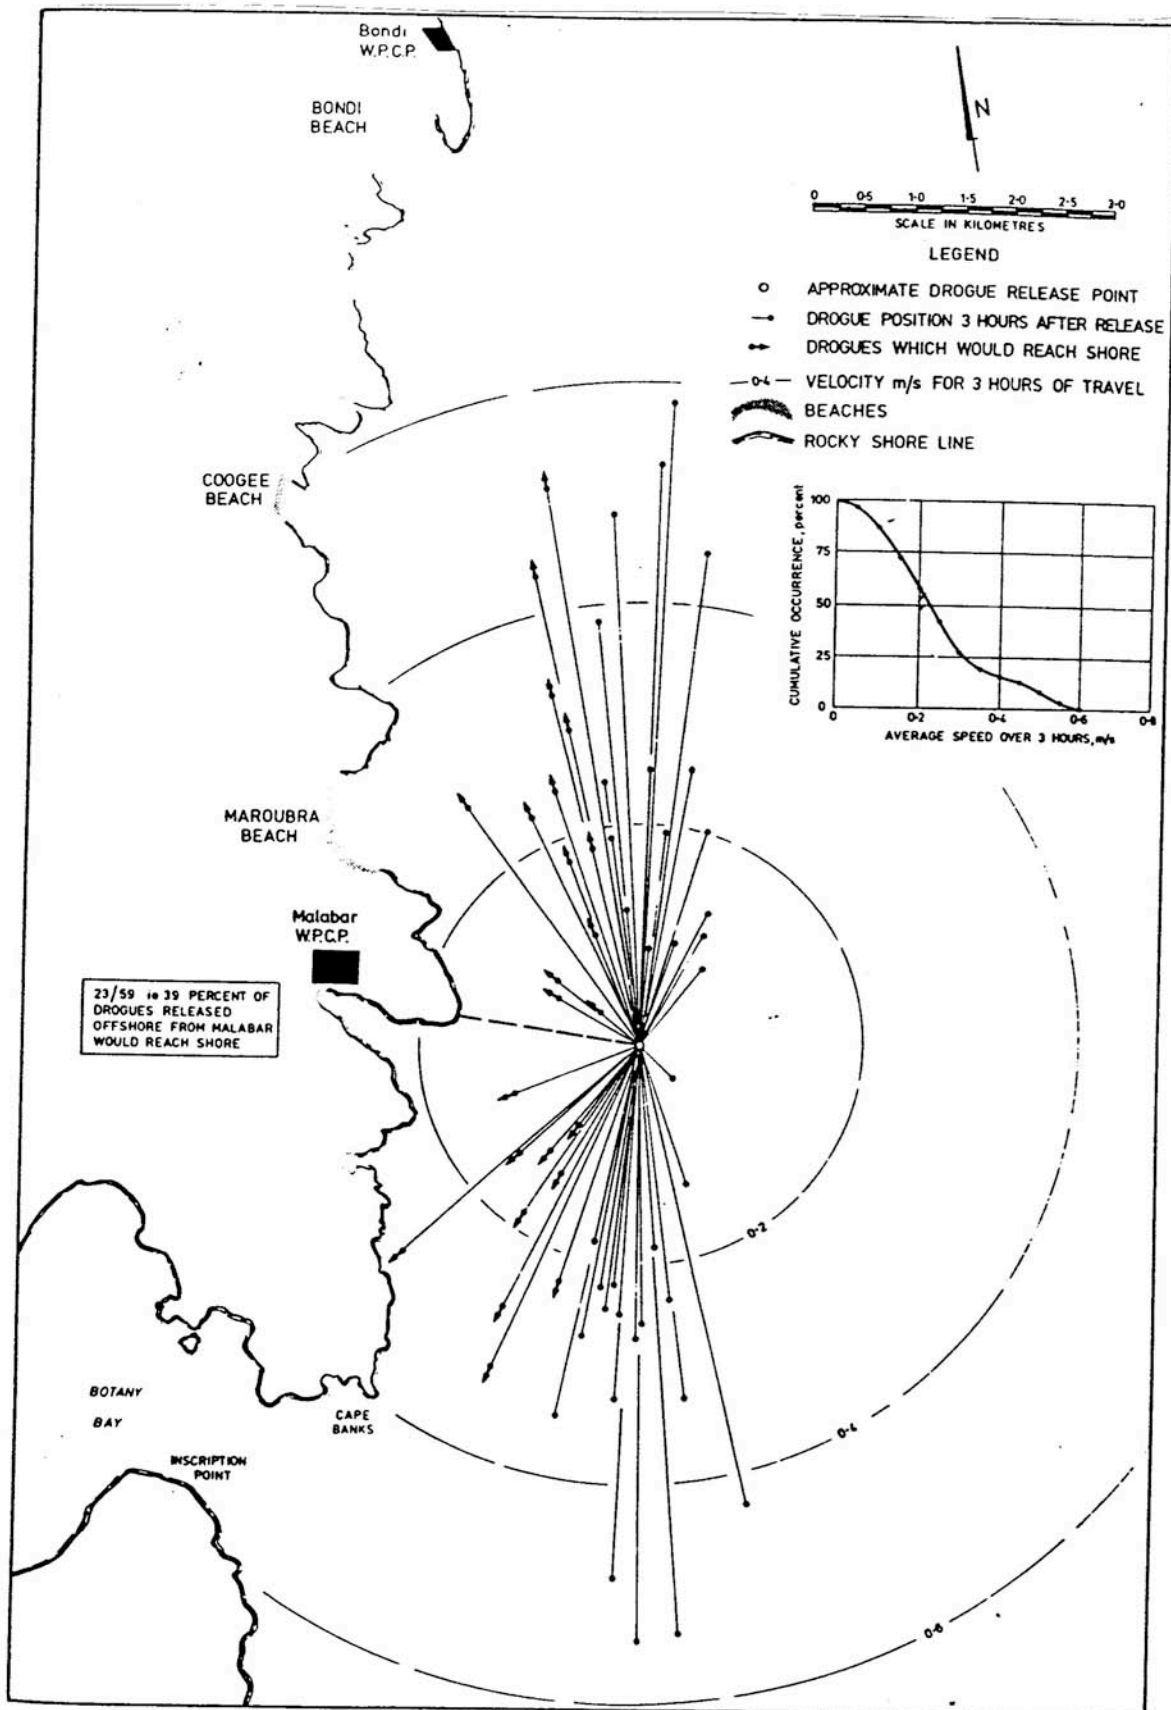 Bondi
W.P.C.P.
BONDI
BEACH
N
0 0·5 1·0 1·5 2·0 2·5 3·0
SCALE IN KILOMETRES
LEGEND
APPROXIMATE DROGUE RELEASE POINT
DROGUE POSITION 3 HOURS AFTER RELEASE
DROGUES WHICH WOULD REACH SHORE
0·4 VELOCITY m/s FOR 3 HOURS OF TRAVEL
BEACHES
ROCKY SHORE LINE
COOGEE
BEACH
CUMULATIVE OCCURRENCE, percent
100
75
50
25
0
0 0·2 0·4 0·6 0·8
AVERAGE SPEED OVER 3 HOURS, m/s
MAROUBRA
BEACH
Malabar
W.P.C.P.
23/59 ie 39 PERCENT OF
DROGUES RELEASED
OFFSHORE FROM MALABAR
WOULD REACH SHORE
0·2
0·4
0·6
BOTANY
BAY
CAPE
BANKS
INSCRIPTION
POINT